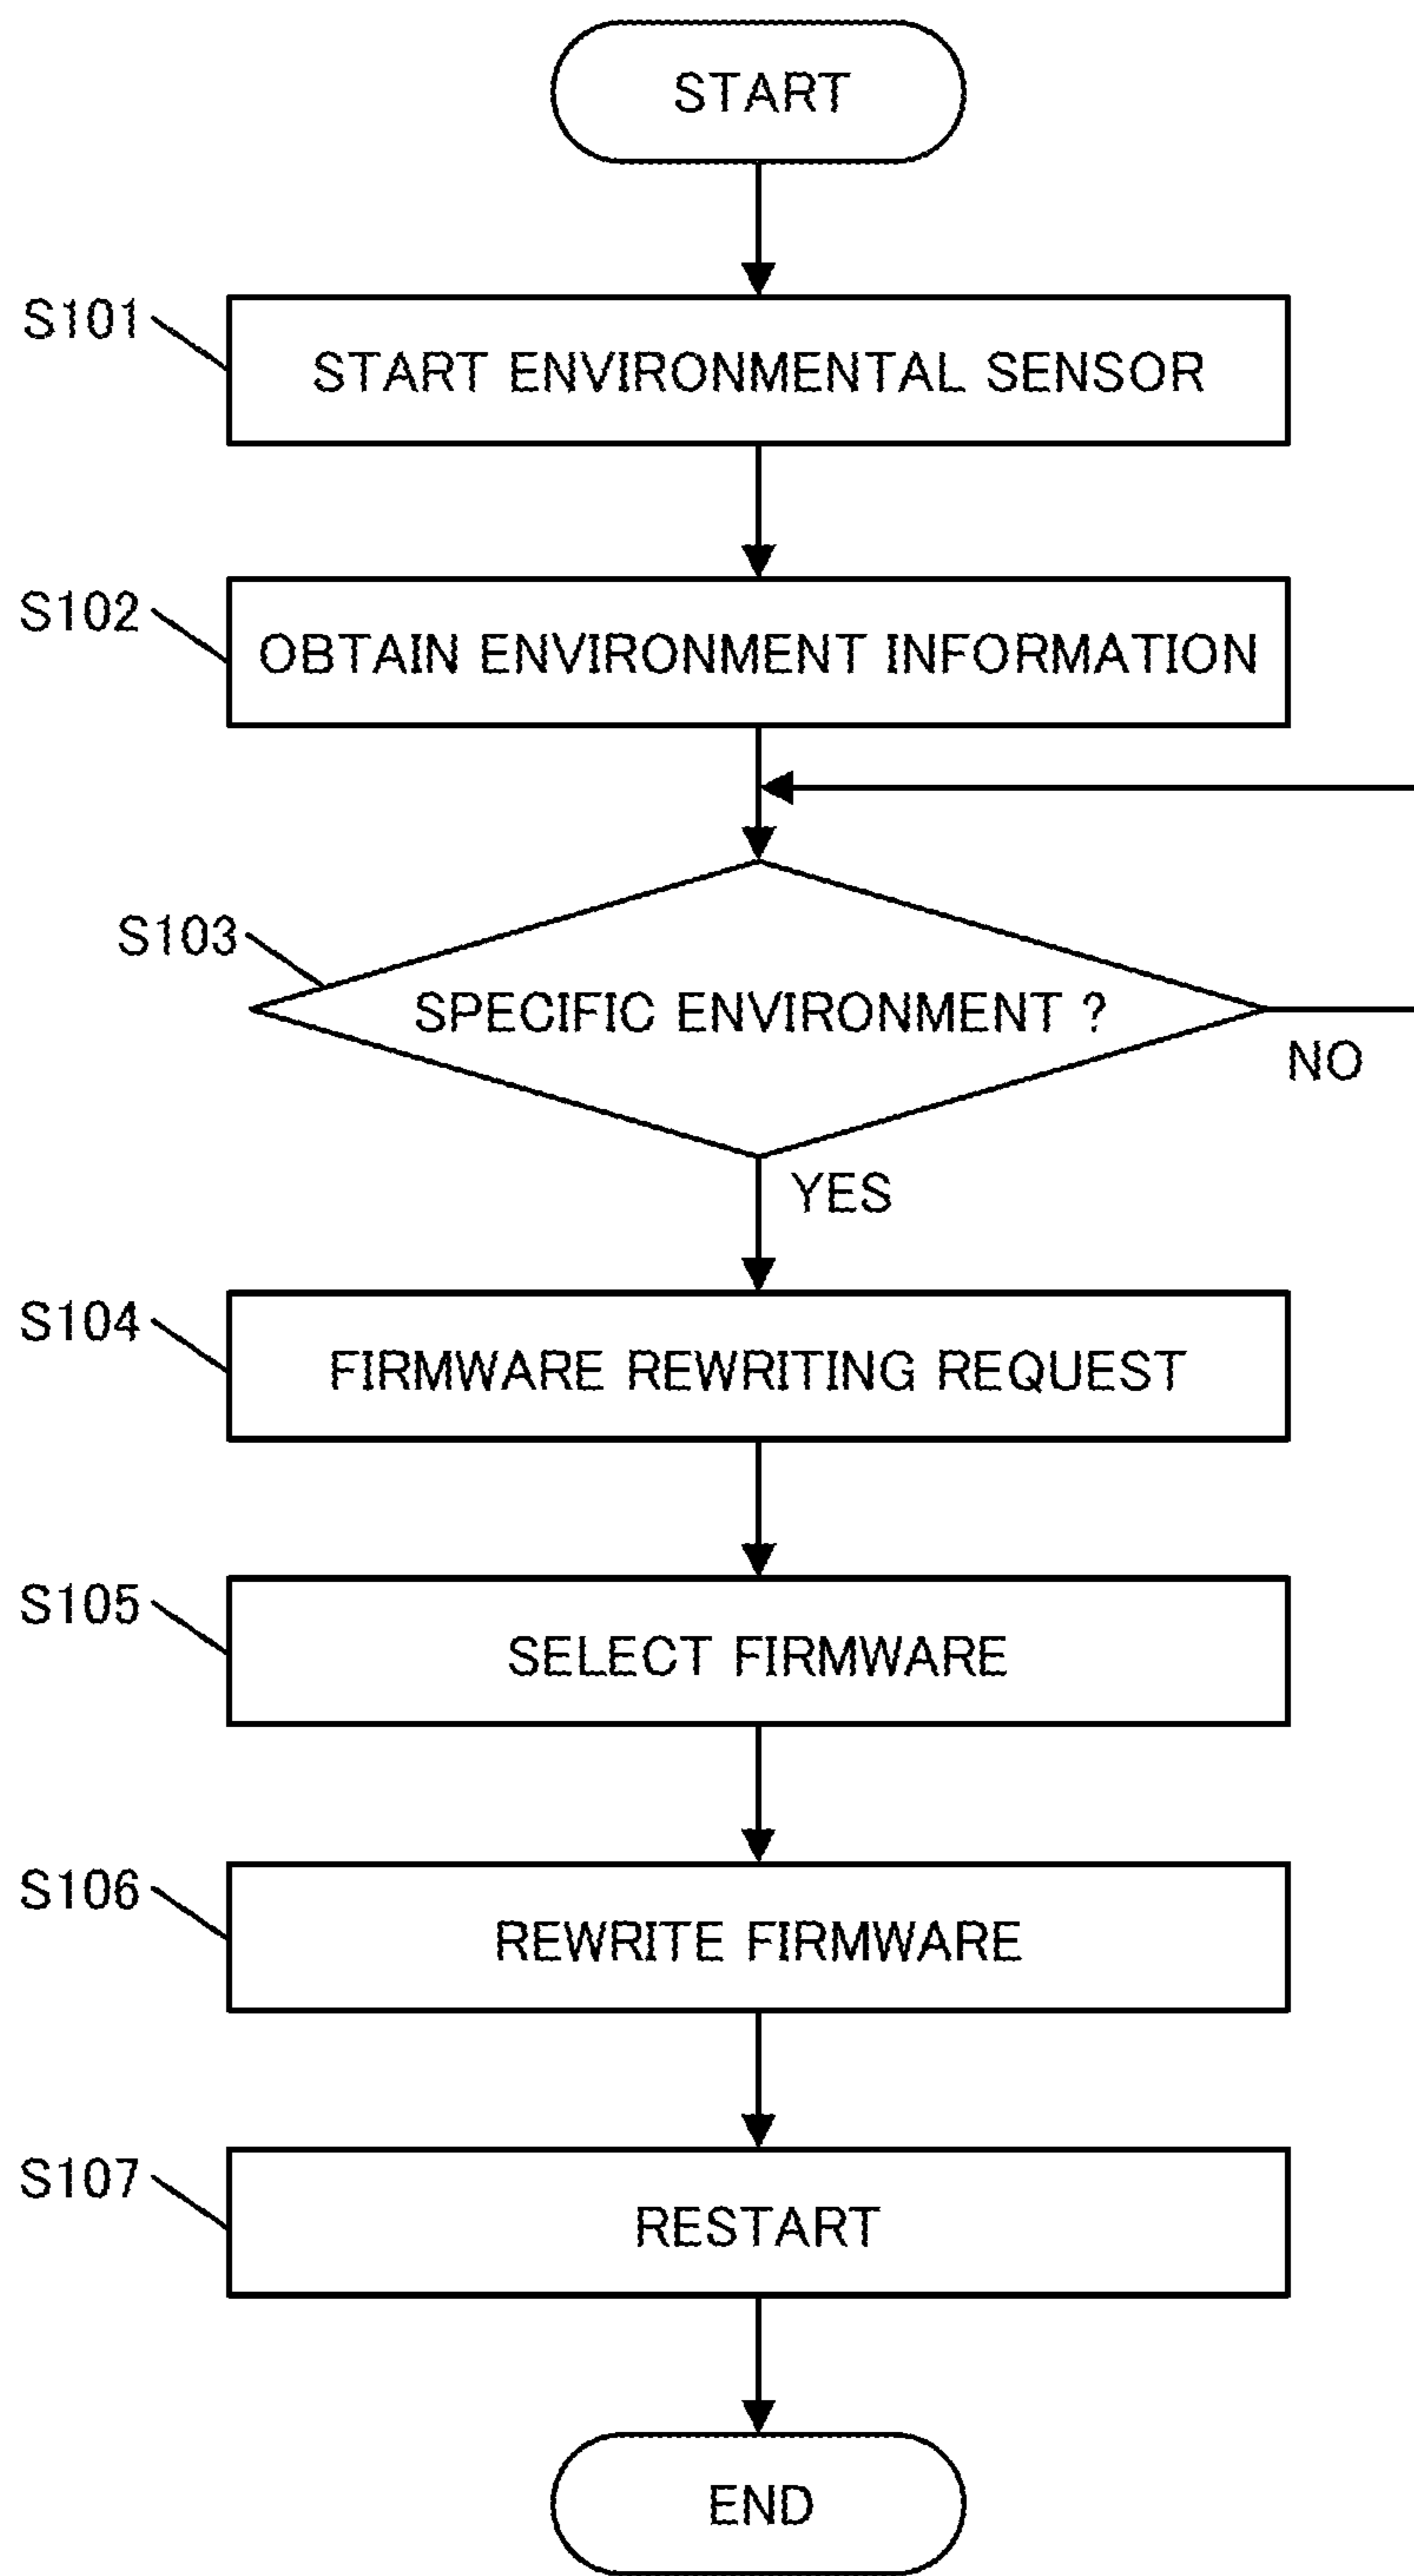 START
S101
START ENVIRONMENTAL SENSOR
S102
OBTAIN ENVIRONMENT INFORMATION
S103
SPECIFIC ENVIRONMENT ?
NO
YES
S104
FIRMWARE REWRITING REQUEST
S105
SELECT FIRMWARE
S106
REWRITE FIRMWARE
S107
RESTART
END